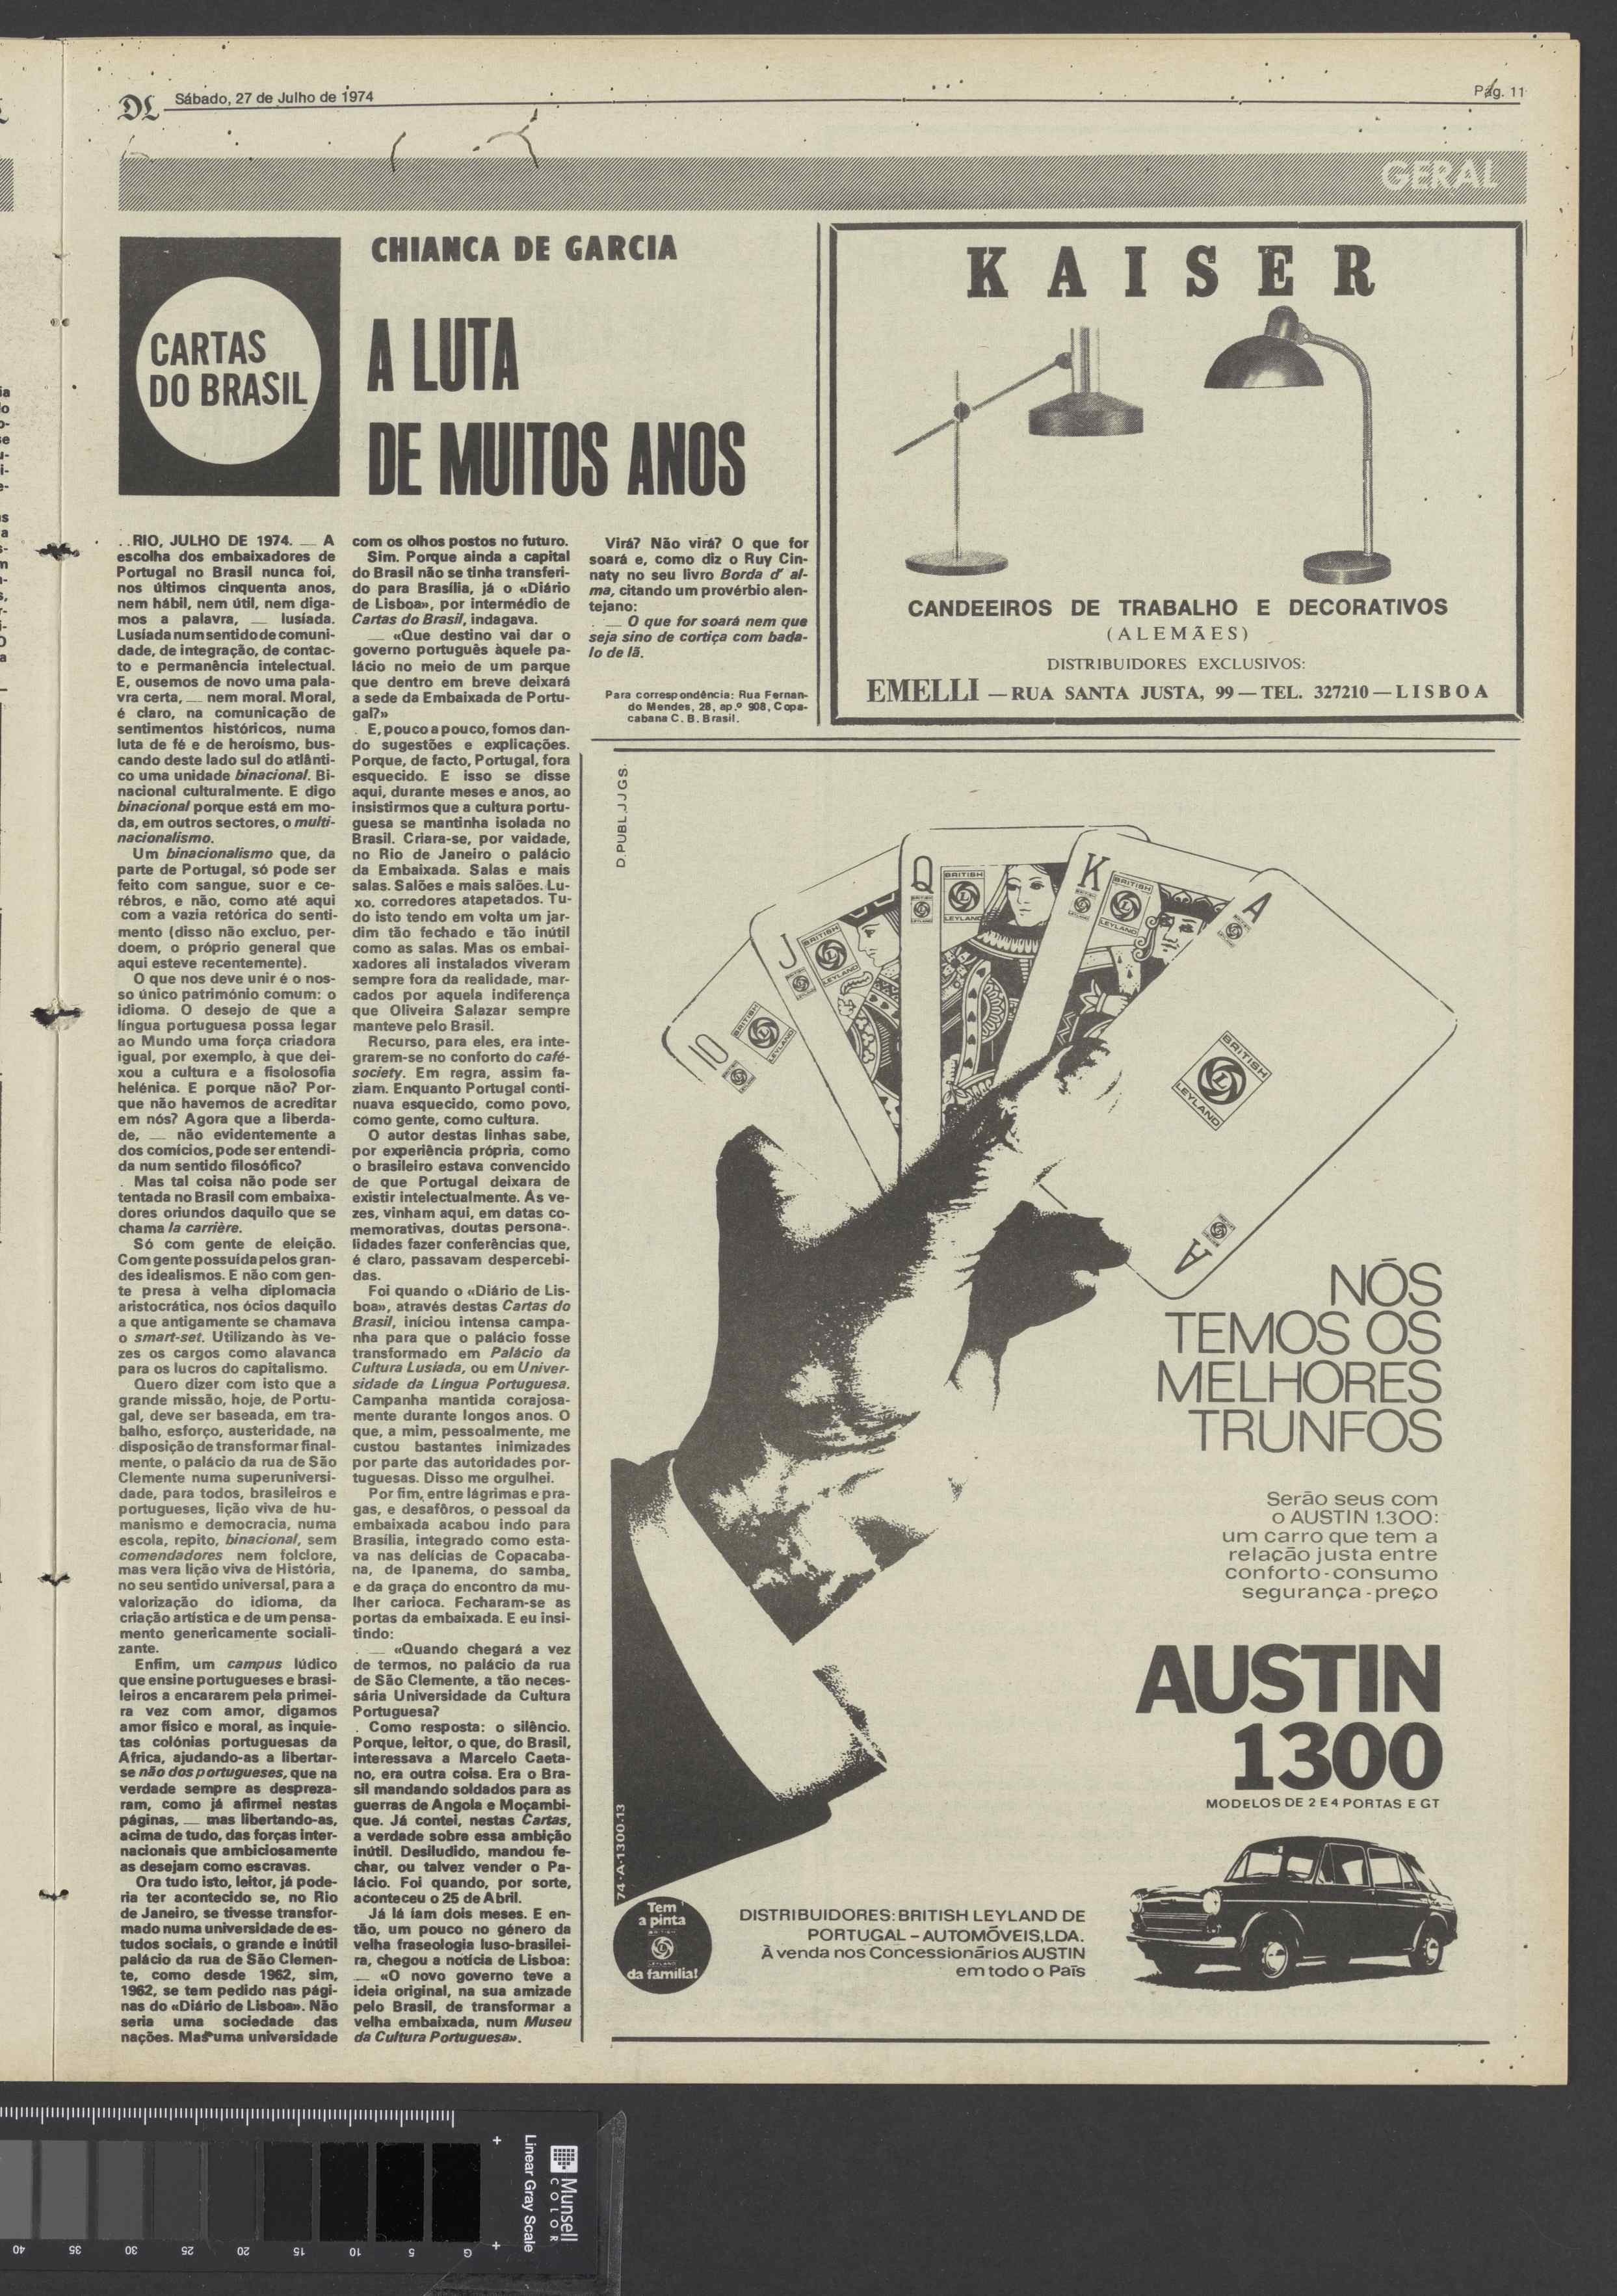 DL Sábado, 27 de Julho de 1974
Pág. 11
GERAL
CARTAS
DO BRASIL
CHIANCA DE GARCIA
A LUTA
DE MUITOS ANOS
. . RIO, JULHO DE 1974. — A
escolha dos embaixadores de
Portugal no Brasil nunca foi,
nos últimos cinquenta anos,
nem hábil, nem útil, nem diga-
mos a palavra, — lusíada.
Lusíada num sentido de comuni-
dade, de integração, de contac-
to e permanência intelectual.
E, ousemos de novo uma pala-
vra certa, — nem moral. Moral,
é claro, na comunicação de
sentimentos históricos, numa
luta de fé e de heroísmo, bus-
cando deste lado sul do atlânti-
co uma unidade binacional. Bi-
nacional culturalmente. E digo
binacional porque está em mo-
da, em outros sectores, o multi-
nacionalismo.
Um binacionalismo que, da
parte de Portugal, só pode ser
feito com sangue, suor e ce-
rébros, e não, como até aqui
com a vazia retórica do senti-
mento (disso não excluo, per-
doem, o próprio general que
aqui esteve recentemente).
O que nos deve unir é o nos-
so único património comum: o
idioma. O desejo de que a
língua portuguesa possa legar
ao Mundo uma força criadora
igual, por exemplo, à que dei-
xou a cultura e a fisolosofia
helénica. E porque não? Por-
que não havemos de acreditar
em nós? Agora que a liberda-
de, — não evidentemente a
dos comícios, pode ser entendi-
da num sentido filosófico?
. Mas tal coisa não pode ser
tentada no Brasil com embaixa-
dores oriundos daquilo que se
chama la carrière.
Só com gente de eleição.
Com gente possuída pelos gran-
des idealismos. E não com gen-
te presa à velha diplomacia
aristocrática, nos ócios daquilo
a que antigamente se chamava
o smart-set. Utilizando às ve-
zes os cargos como alavanca
para os lucros do capitalismo.
Quero dizer com isto que a
grande missão, hoje, de Portu-
gal, deve ser baseada, em tra-
balho, esforço, austeridade, na
disposição de transformar final-
mente, o palácio da rua de São
Clemente numa superuniversi-
dade, para todos, brasileiros e
portugueses, lição viva de hu-
manismo e democracia, numa
escola, repito, binacional, sem
comendadores nem folclore,
mas vera lição viva de História,
no seu sentido universal, para a
valorização do idioma, da
criação artística e de um pensa-
mento genericamente sociali-
zante.
Enfim, um campus lúdico
que ensine portugueses e brasi-
leiros a encararem pela primei-
ra vez com amor, digamos
amor físico e moral, as inquie-
tas colónias portuguesas da
África, ajudando-as a libertar-
se não dos portugueses, que na
verdade sempre as despreza-
ram, como já afirmei nestas
páginas, — mas libertando-as,
acima de tudo, das forças inter-
nacionais que ambiciosamente
as desejam como escravas.
Ora tudo isto, leitor, já pode-
ria ter acontecido se, no Rio
de Janeiro, se tivesse transfor-
mado numa universidade de es-
tudos sociais, o grande e inútil
palácio da rua de São Clemen-
te, como desde 1962, sim,
1962, se tem pedido nas pági-
nas do «Diário de Lisboa». Não
seria uma sociedade das
nações. Mas uma universidade
com os olhos postos no futuro.
Sim. Porque ainda a capital
do Brasil não se tinha transferi-
do para Brasília, já o «Diário
de Lisboa», por intermédio de
Cartas do Brasil, indagava.
— «Que destino vai dar o
governo português àquele pa-
lácio no meio de um parque
que dentro em breve deixará
a sede da Embaixada de Portu-
gal?»
. E, pouco a pouco, fomos dan-
do sugestões e explicações.
Porque, de facto, Portugal, fora
esquecido. E isso se disse
aqui, durante meses e anos, ao
insistirmos que a cultura portu-
guesa se mantinha isolada no
Brasil. Criara-se, por vaidade,
no Rio de Janeiro o palácio
da Embaixada. Salas e mais
salas. Salões e mais salões. Lu-
xo, corredores atapetados. Tu-
do isto tendo em volta um jar-
dim tão fechado e tão inútil
como as salas. Mas os embai-
xadores ali instalados viveram
sempre fora da realidade, mar-
cados por aquela indiferença
que Oliveira Salazar sempre
manteve pelo Brasil.
Recurso, para eles, era inte-
grarem-se no conforto do café-
society. Em regra, assim fa-
ziam. Enquanto Portugal conti-
nuava esquecido, como povo,
como gente, como cultura.
O autor destas linhas sabe,
por experiência própria, como
o brasileiro estava convencido
de que Portugal deixara de
existir intelectualmente. Às ve-
zes, vinham aqui, em datas co-
memorativas, doutas persona-
lidades fazer conferências que,
é claro, passavam despercebi-
das.
Foi quando o «Diário de Lis-
boa», através destas Cartas do
Brasil, iníciou intensa campa-
nha para que o palácio fosse
transformado em Palácio da
Cultura Lusíada, ou em Univer-
sidade da Língua Portuguesa.
Campanha mantida corajosa-
mente durante longos anos. O
que, a mim, pessoalmente, me
custou bastantes inimizades
por parte das autoridades por-
tuguesas. Disso me orgulhei.
Por fim, entre lágrimas e pra-
gas, e desafôros, o pessoal da
embaixada acabou indo para
Brasília, integrado como esta-
va nas delícias de Copacaba-
na, de Ipanema, do samba,
e da graça do encontro da mu-
lher carioca. Fecharam-se as
portas da embaixada. E eu insi-
tindo:
. — «Quando chegará a vez
de termos, no palácio da rua
de São Clemente, a tão neces-
sária Universidade da Cultura
Portuguesa?
. Como resposta: o silêncio.
Porque, leitor, o que, do Brasil,
interessava a Marcelo Caeta-
no, era outra coisa. Era o Bra-
sil mandando soldados para as
guerras de Angola e Moçambi-
que. Já contei, nestas Cartas,
a verdade sobre essa ambição
inútil. Desiludido, mandou fe-
char, ou talvez vender o Pa-
lácio. Foi quando, por sorte,
aconteceu o 25 de Abril.
Já lá íam dois meses. E en-
tão, um pouco no género da
velha fraseologia luso-brasilei-
ra, chegou a notícia de Lisboa:
— «O novo governo teve a
ideia original, na sua amizade
pelo Brasil, de transformar a
velha embaixada, num Museu
da Cultura Portuguesa».
Virá? Não virá? O que for
soará e, como diz o Ruy Cin-
naty no seu livro Borda d' al-
ma, citando um provérbio alen-
tejano:
. — O que for soará nem que
seja sino de cortiça com bada-
lo de lã.
Para correspondência: Rua Fernan-
do Mendes, 28, ap.º 908, Copa-
cabana C. B. Brasil.
KAISER
CANDEEIROS DE TRABALHO E DECORATIVOS
(ALEMÃES)
DISTRIBUIDORES EXCLUSIVOS:
EMELLI — RUA SANTA JUSTA, 99 — TEL. 327210 — LISBOA
D.PUBL.JJGS.
10 BRITISH LEYLAND
J BRITISH LEYLAND
Q BRITISH LEYLAND
K BRITISH LEYLAND
A
BRITISH LEYLAND
A
NÓS
TEMOS OS
MELHORES
TRUNFOS
Serão seus com
o AUSTIN 1.300:
um carro que tem a
relação justa entre
conforto-consumo
segurança-preço
AUSTIN
1300
MODELOS DE 2 E 4 PORTAS E GT
74-A-1300-13
Tem
a pinta
da família!
DISTRIBUIDORES: BRITISH LEYLAND DE
PORTUGAL – AUTOMÓVEIS, LDA.
À venda nos Concessionários AUSTIN
em todo o País
Munsell
COLOR
Linear Gray Scale
40 35 30 25 20 15 10 5 G